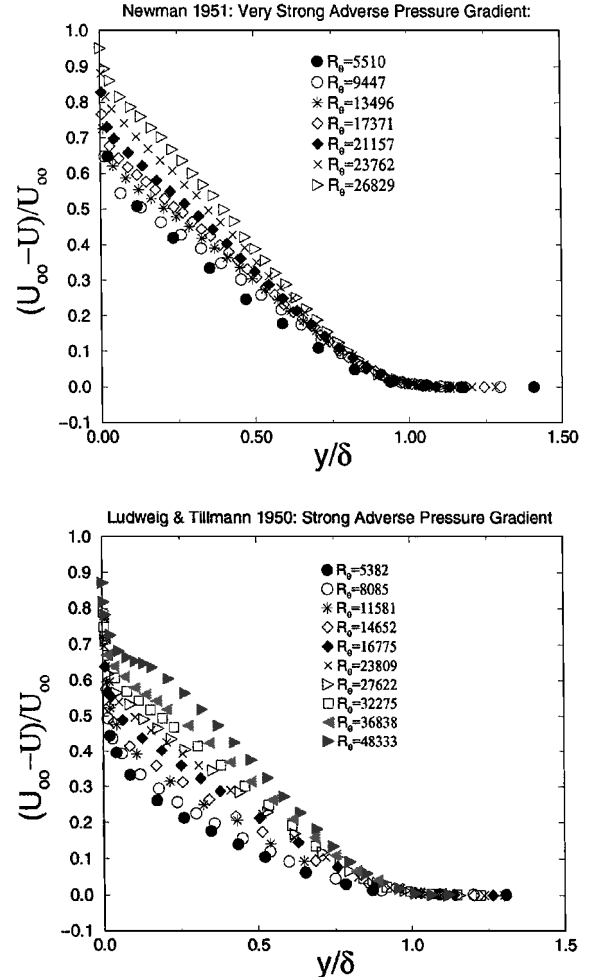 Newman 1951: Very Strong Adverse Pressure Gradient:
1.0
0.9
0.8
0.7
0.6
0.5
0.4
0.3
0.2
0.1
0.0
−0.1
(U∞−U)/U∞
Rθ=5510
Rθ=9447
Rθ=13496
Rθ=17371
Rθ=21157
Rθ=23762
Rθ=26829
0.00 0.50 1.00 1.50
y/δ
Ludweig & Tillmann 1950: Strong Adverse Pressure Gradient
1.0
0.9
0.8
0.7
0.6
0.5
0.4
0.3
0.2
0.1
0.0
−0.1
(U∞−U)/U∞
Rθ=5382
Rθ=8085
Rθ=11581
Rθ=14652
Rθ=16775
Rθ=23809
Rθ=27622
Rθ=32275
Rθ=36838
Rθ=48333
0.0 0.5 1.0 1.5
y/δ